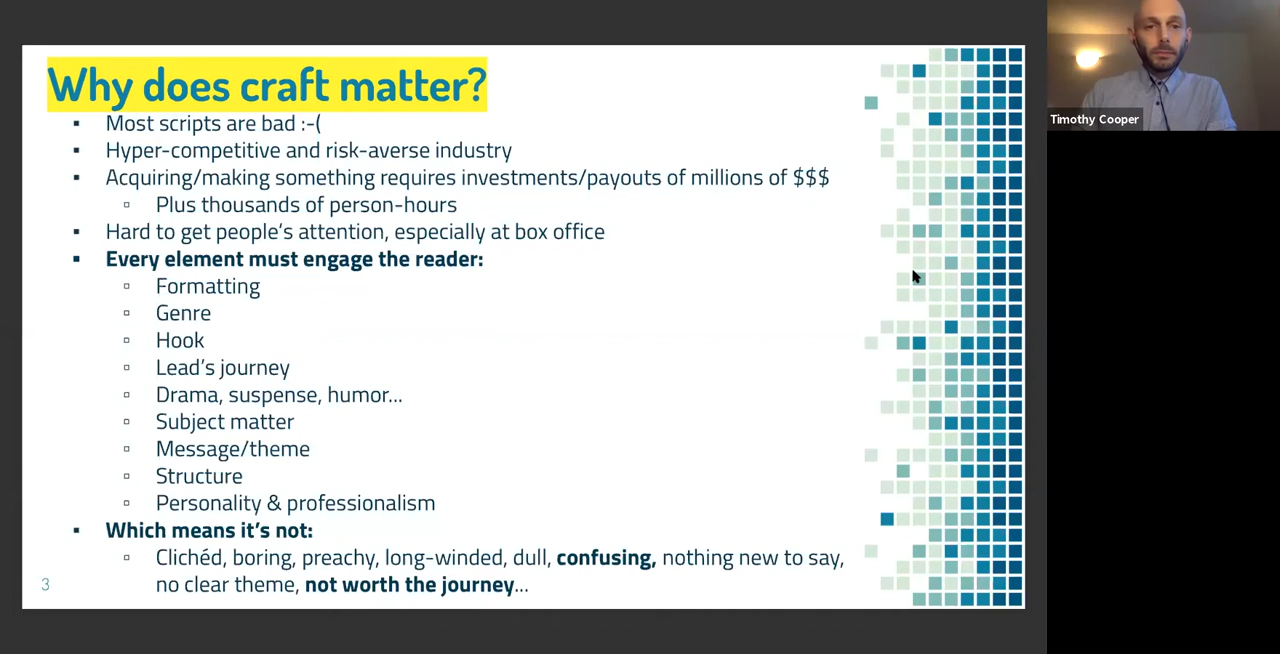 Why does craft matter?
▪ Most scripts are bad :-(
▪ Hyper-competitive and risk-averse industry
▪ Acquiring/making something requires investments/payouts of millions of $$$
▫ Plus thousands of person-hours
▪ Hard to get people's attention, especially at box office
▪ Every element must engage the reader:
▫ Formatting
▫ Genre
▫ Hook
▫ Lead's journey
▫ Drama, suspense, humor...
▫ Subject matter
▫ Message/theme
▫ Structure
▫ Personality & professionalism
▪ Which means it's not:
▫ Clichéd, boring, preachy, long-winded, dull, confusing, nothing new to say,
no clear theme, not worth the journey...
3
Timothy Cooper